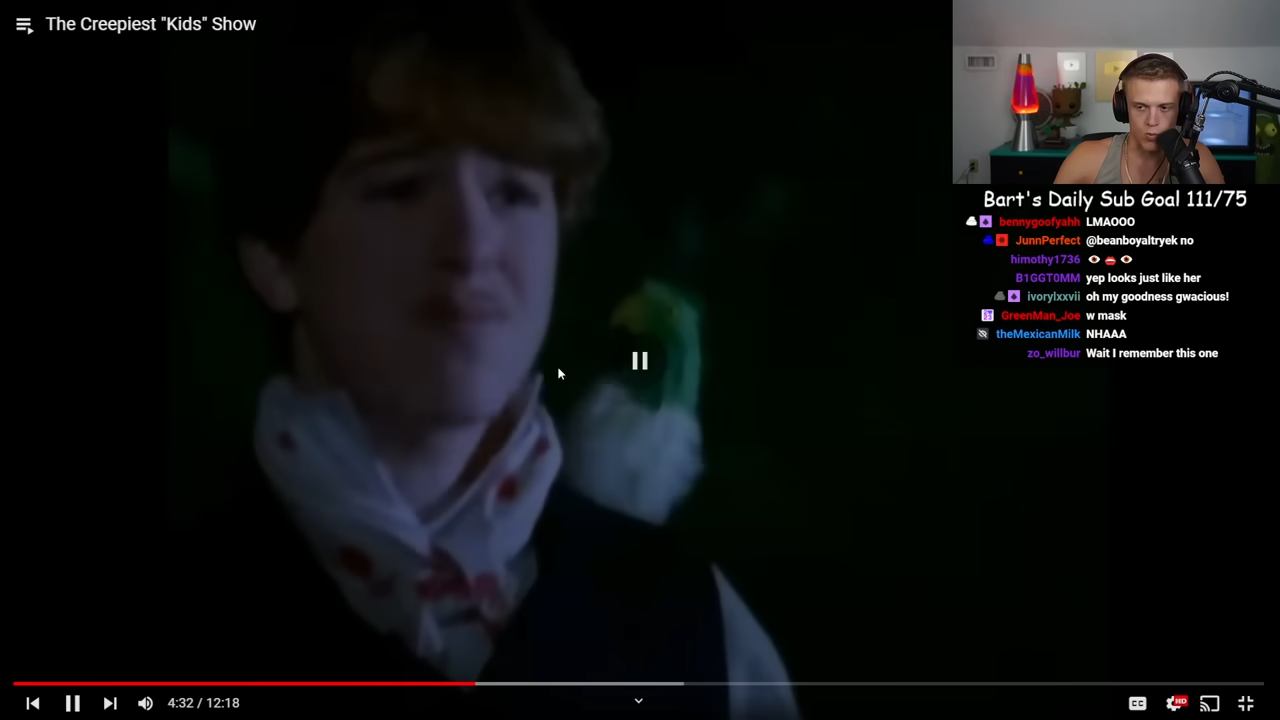 The Creepiest "Kids" Show
Bart's Daily Sub Goal 111/75
bennygoofyahh LMAOOO
JunnPerfect @beanboyaltryek no
himothy1736
B1GGT0MM yep looks just like her
ivorylxxvii oh my goodness gwacious!
GreenMan_Joe w mask
theMexicanMilk NHAAA
zo_willbur Wait I remember this one
4:32 / 12:18
CC
HD